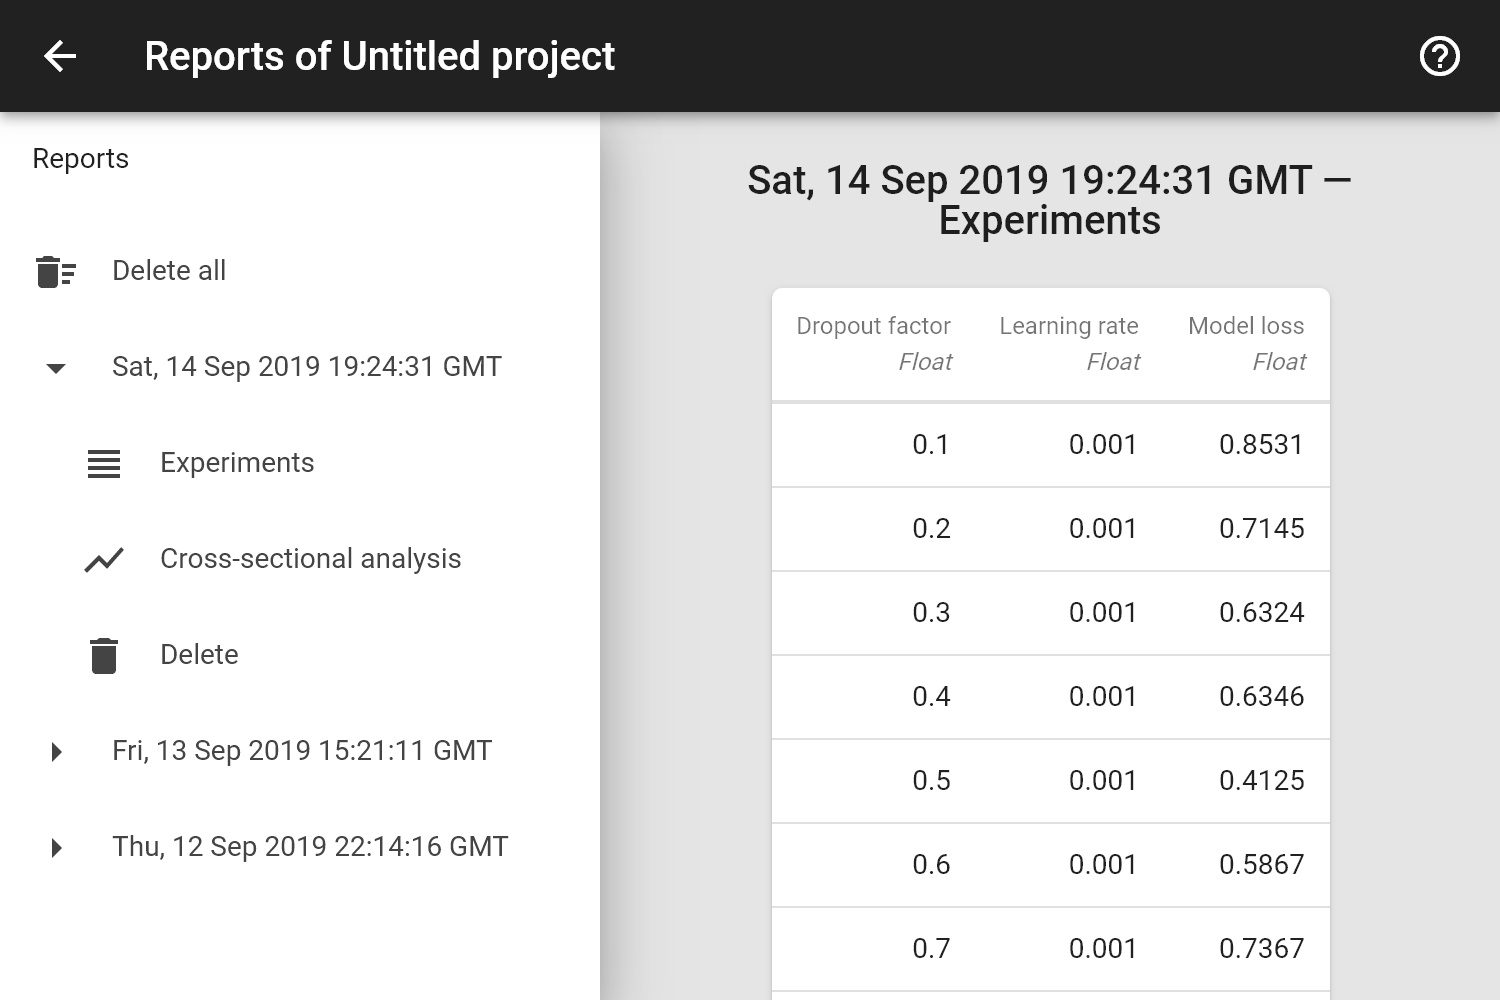 Reports of Untitled project
Reports
Delete all
Sat, 14 Sep 2019 19:24:31 GMT
Experiments
Cross-sectional analysis
Delete
Fri, 13 Sep 2019 15:21:11 GMT
Thu, 12 Sep 2019 22:14:16 GMT
Sat, 14 Sep 2019 19:24:31 GMT —
Experiments
Dropout factor Learning rate Model loss
Float Float Float
0.1 0.001 0.8531
0.2 0.001 0.7145
0.3 0.001 0.6324
0.4 0.001 0.6346
0.5 0.001 0.4125
0.6 0.001 0.5867
0.7 0.001 0.7367